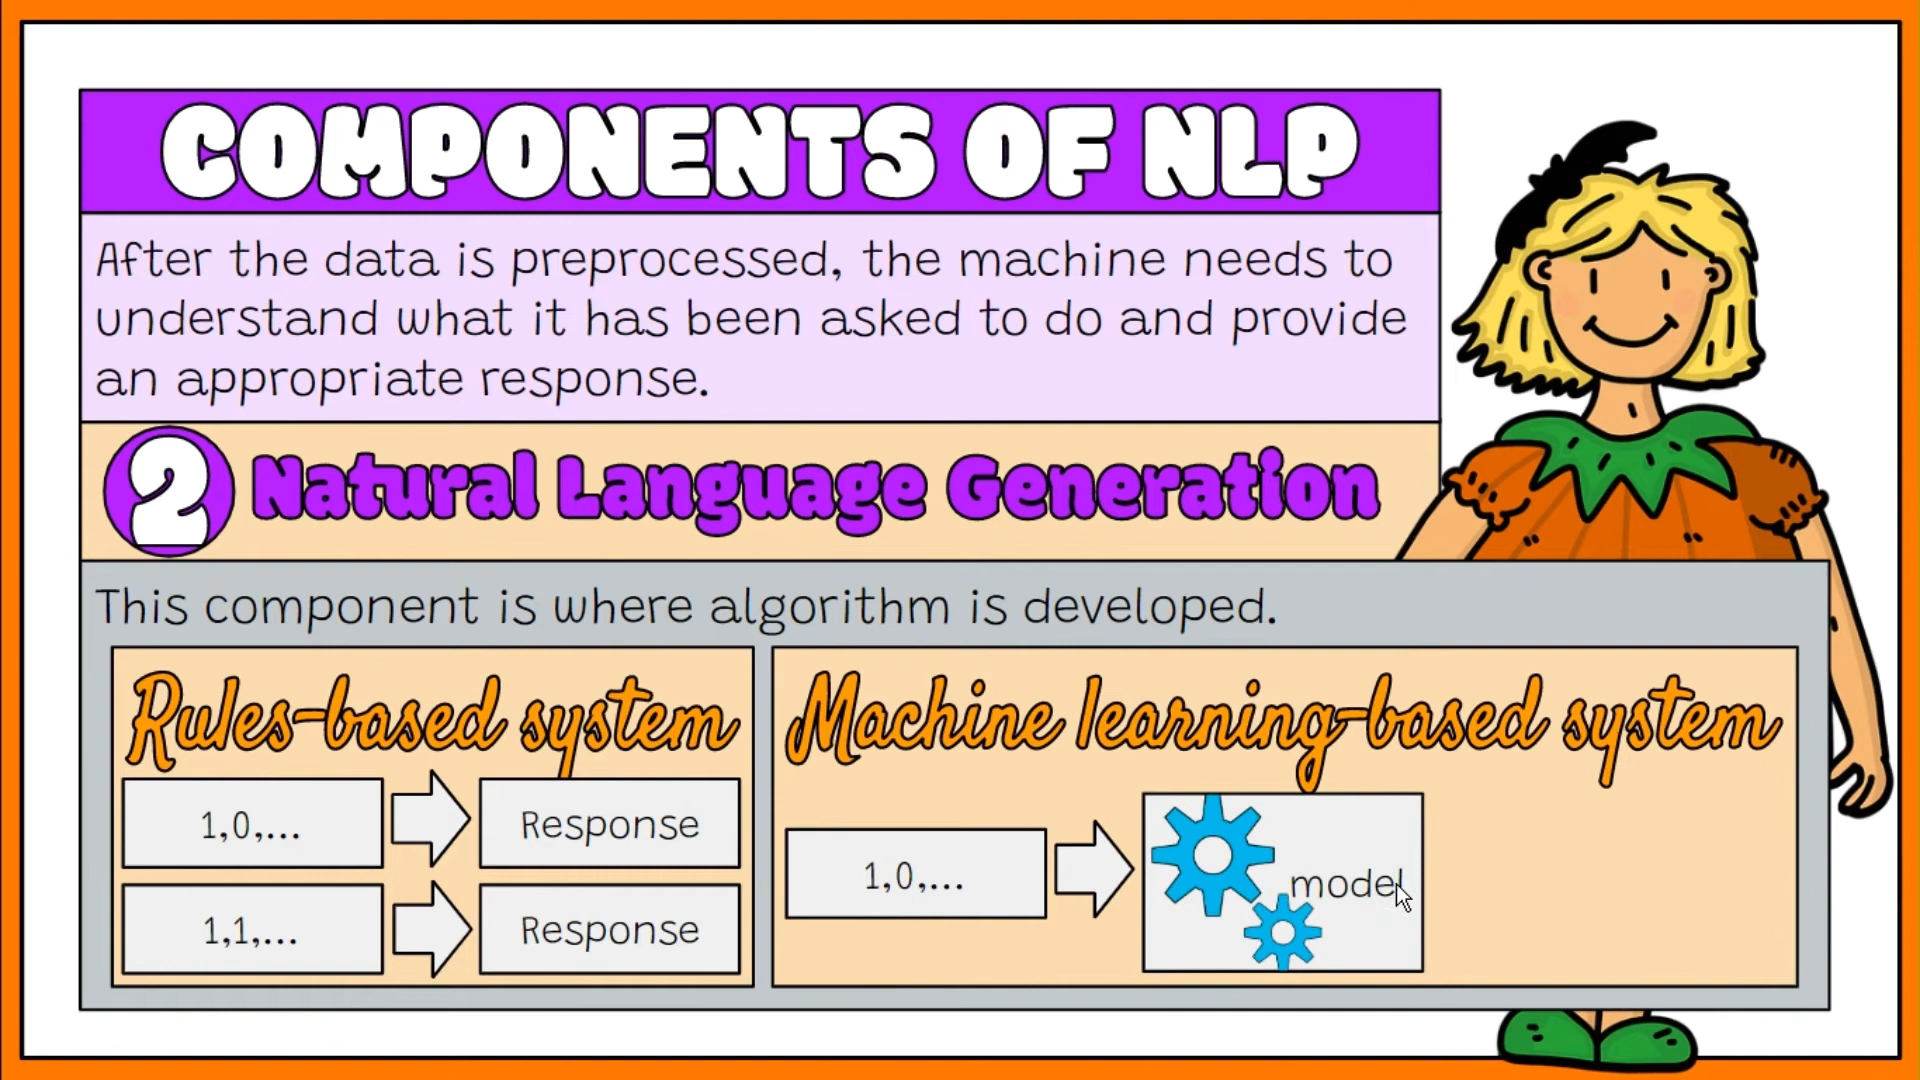 COMPONENTS OF NLP
After the data is preprocessed, the machine needs to
understand what it has been asked to do and provide
an appropriate response.
2 Natural Language Generation
This component is where algorithm is developed.
Rules-based system
1,0,... Response
1,1,... Response
Machine learning-based system
1,0,... model